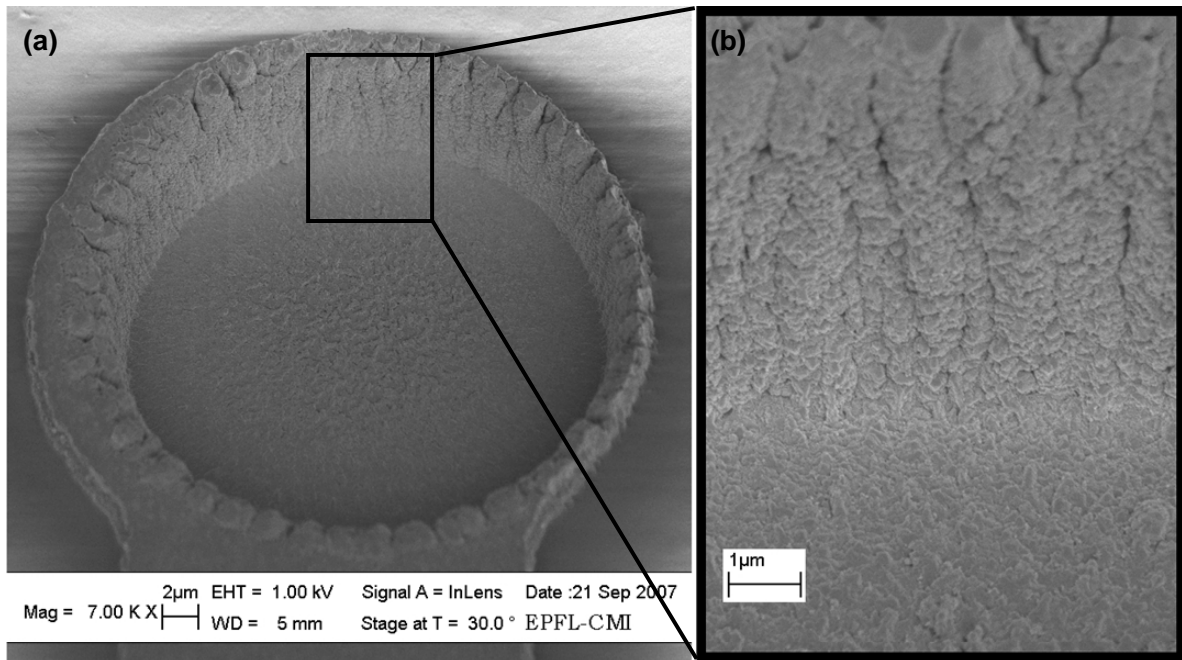 (a)
(b)
1µm
2µm EHT = 1.00 kV Signal A = InLens Date :21 Sep 2007
Mag = 7.00 K X WD = 5 mm Stage at T = 30.0 ° EPFL-CMI